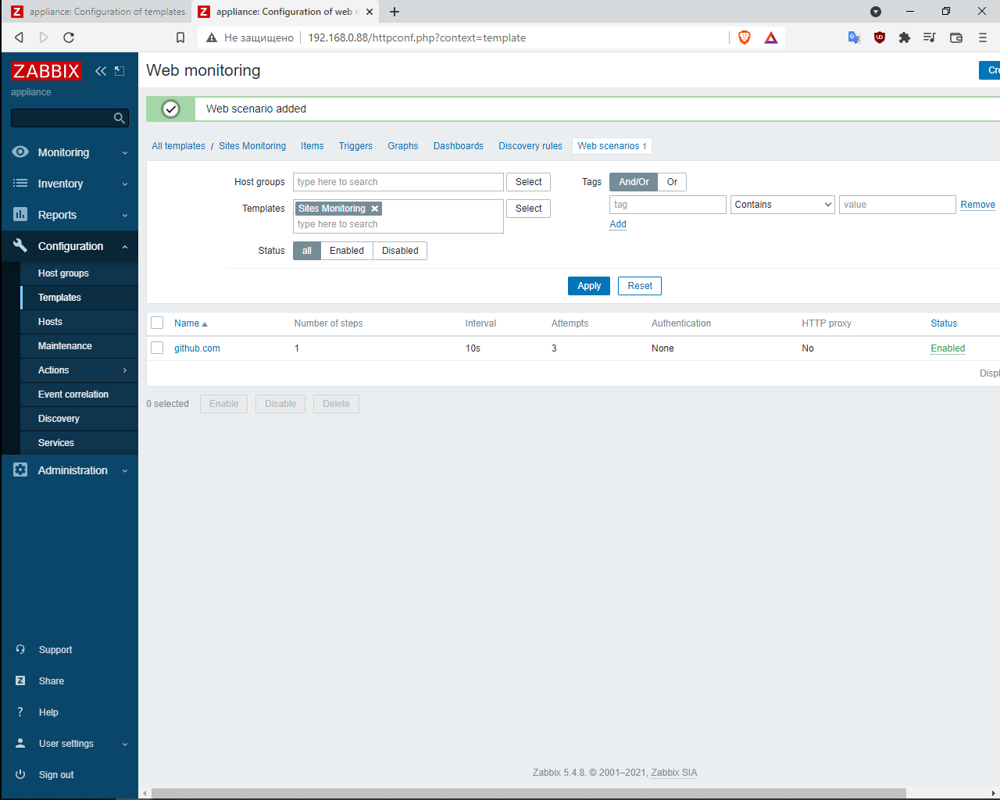 appliance: Configuration of templates
appliance: Configuration of web
Не защищено
192.168.0.88/httpconf.php?context=template
ZABBIX
appliance
Monitoring
Inventory
Reports
Configuration
Host groups
Templates
Hosts
Maintenance
Actions
Event correlation
Discovery
Services
Administration
Support
Share
Help
User settings
Sign out
Web monitoring
Cre
Web scenario added
All templates / Sites Monitoring Items Triggers Graphs Dashboards Discovery rules Web scenarios 1
Host groups type here to search Select Tags And/Or Or
Templates Sites Monitoring Select tag Contains value Remove
type here to search Add
Status all Enabled Disabled
Apply Reset
Name Number of steps Interval Attempts Authentication HTTP proxy Status
github.com 1 10s 3 None No Enabled
Displ
0 selected Enable Disable Delete
Zabbix 5.4.8. © 2001–2021, Zabbix SIA